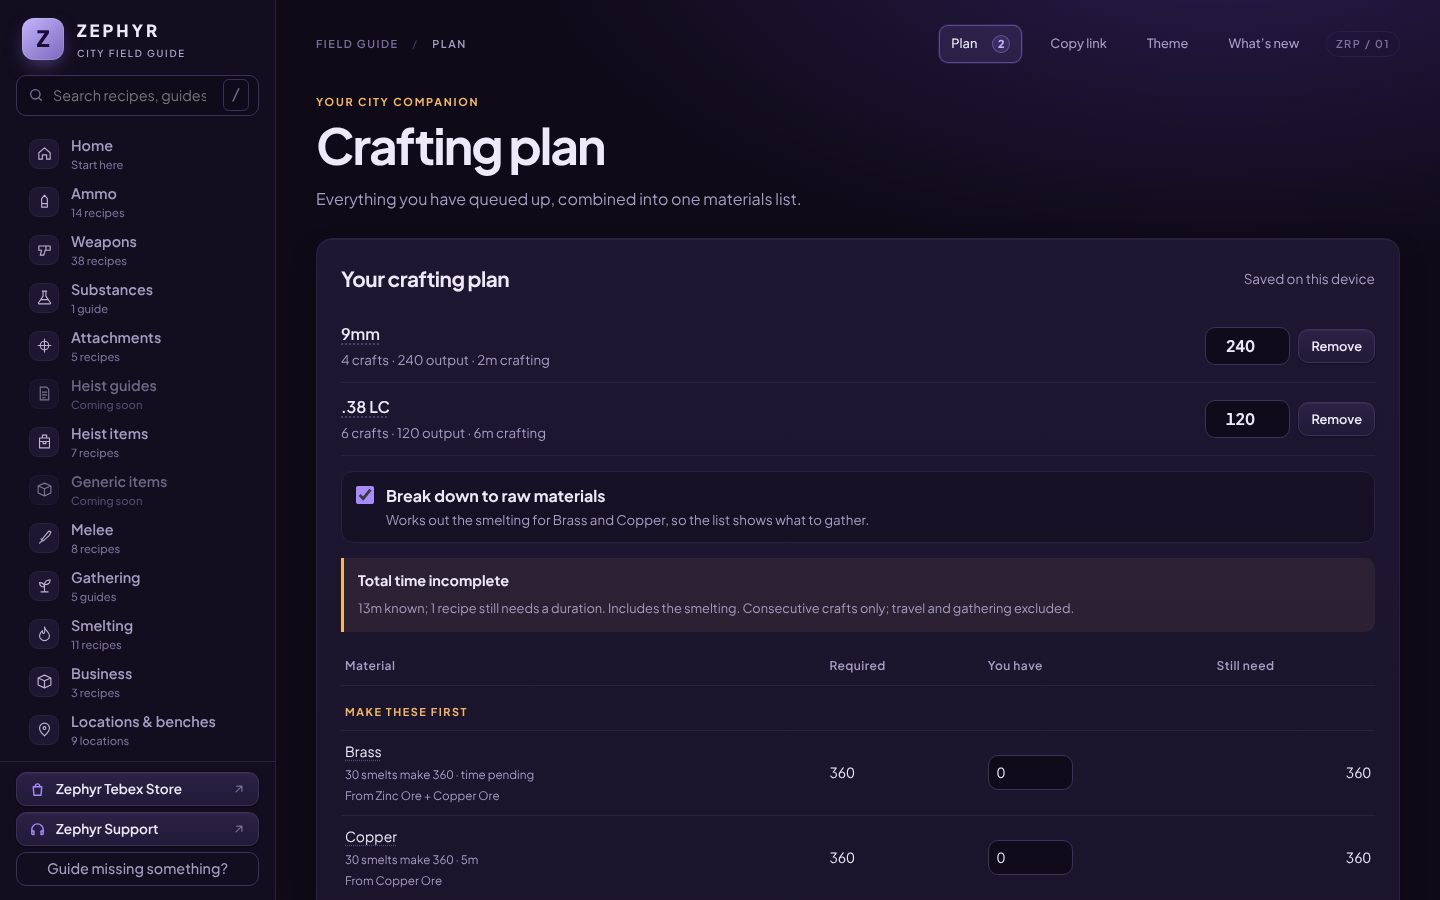 Z
ZEPHYR
CITY FIELD GUIDE
Search recipes, guides
/
Home
Start here
Ammo
14 recipes
Weapons
38 recipes
Substances
1 guide
Attachments
5 recipes
Heist guides
Coming soon
Heist items
7 recipes
Generic items
Coming soon
Melee
8 recipes
Gathering
5 guides
Smelting
11 recipes
Business
3 recipes
Locations & benches
9 locations
Zephyr Tebex Store
Zephyr Support
Guide missing something?
FIELD GUIDE / PLAN
Plan 2
Copy link
Theme
What's new
ZRP / 01
YOUR CITY COMPANION
Crafting plan
Everything you have queued up, combined into one materials list.
Your crafting plan
Saved on this device
9mm
4 crafts · 240 output · 2m crafting
240
Remove
.38 LC
6 crafts · 120 output · 6m crafting
120
Remove
Break down to raw materials
Works out the smelting for Brass and Copper, so the list shows what to gather.
Total time incomplete
13m known; 1 recipe still needs a duration. Includes the smelting. Consecutive crafts only; travel and gathering excluded.
Material Required You have Still need
MAKE THESE FIRST
Brass
30 smelts make 360 · time pending
From Zinc Ore + Copper Ore
360 0 360
Copper
30 smelts make 360 · 5m
From Copper Ore
360 0 360